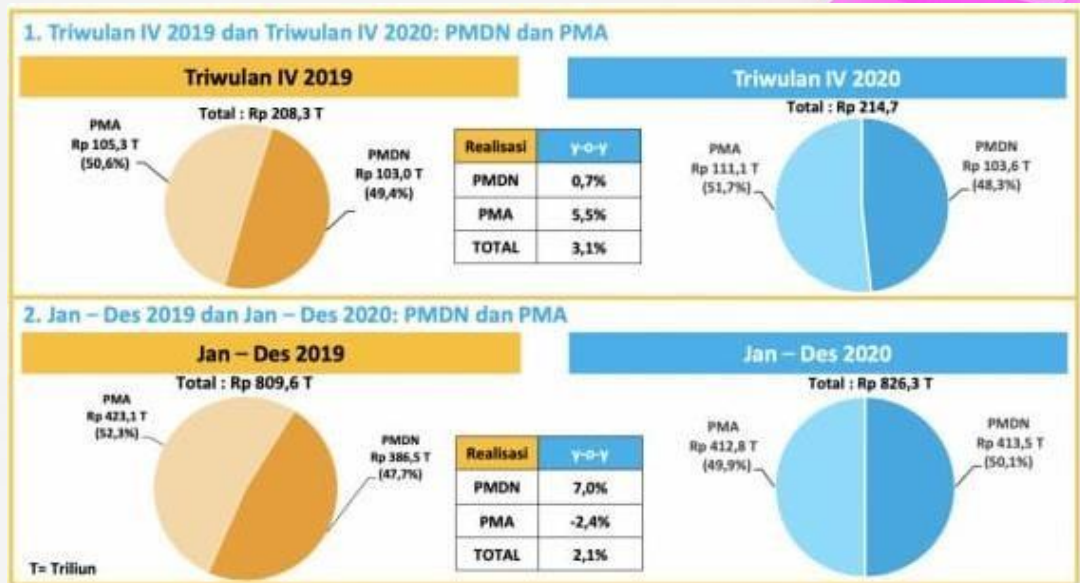 1. Triwulan IV 2019 dan Triwulan IV 2020: PMDN dan PMA
Triwulan IV 2019
Total : Rp 208,3 T
PMA
Rp 105,3 T
(50,6%)
PMDN
Rp 103,0 T
(49,4%)
Realisasi y-o-y
PMDN 0,7%
PMA 5,5%
TOTAL 3,1%
Triwulan IV 2020
Total : Rp 214,7
PMA
Rp 111,1 T
(51,7%)
PMDN
Rp 103,6 T
(48,3%)
2. Jan – Des 2019 dan Jan – Des 2020: PMDN dan PMA
Jan – Des 2019
Total : Rp 809,6 T
PMA
Rp 423,1 T
(52,3%)
PMDN
Rp 386,5 T
(47,7%)
Realisasi y-o-y
PMDN 7,0%
PMA -2,4%
TOTAL 2,1%
Jan – Des 2020
Total : Rp 826,3 T
PMA
Rp 412,8 T
(49,9%)
PMDN
Rp 413,5 T
(50,1%)
T= Triliun